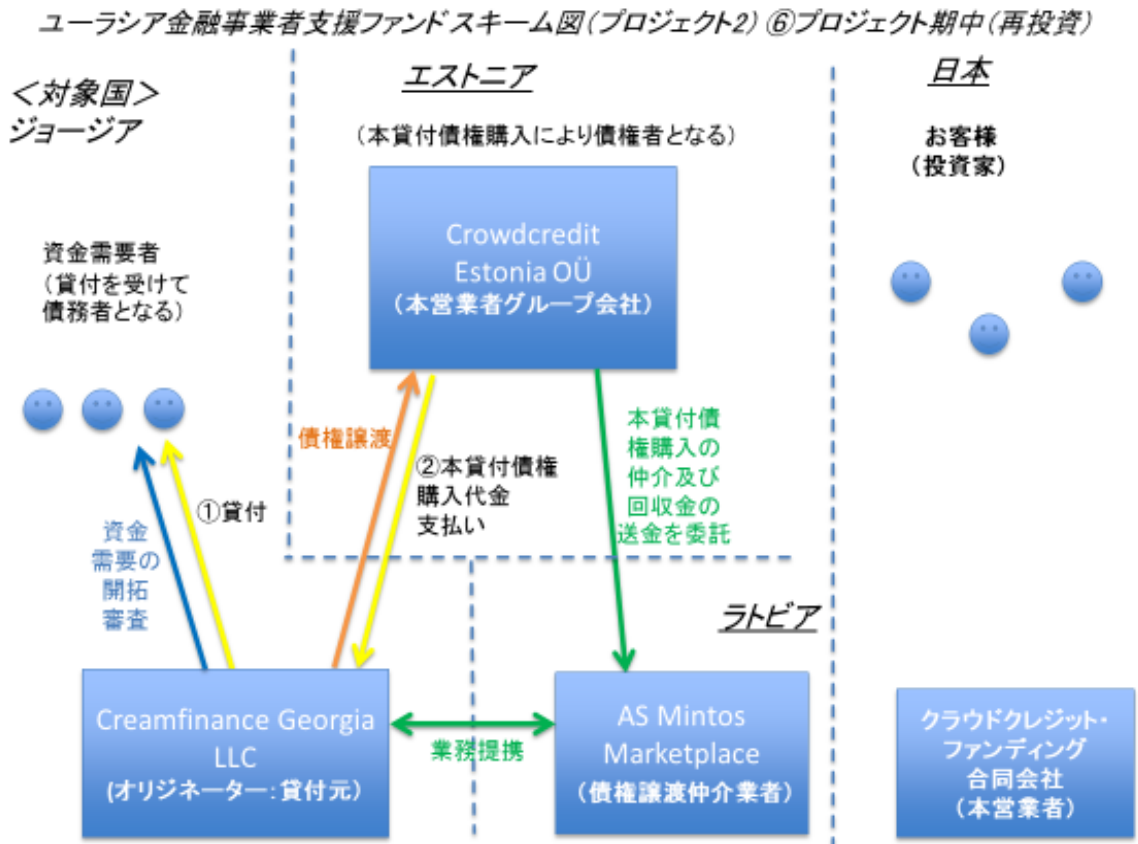 ユーラシア金融事業者支援ファンドスキーム図(プロジェクト2) ⑥プロジェクト期中(再投資)
＜対象国＞
ジョージア
エストニア
日本
(本貸付債権購入により債権者となる)
お客様
(投資家)
Crowdcredit
Estonia OÜ
(本営業者グループ会社)
資金需要者
(貸付を受けて
債務者となる)
債権譲渡
②本貸付債権
購入代金
支払い
本貸付債
権購入の
仲介及び
回収金の
送金を委託
①貸付
資金
需要の
開拓
審査
ラトビア
Creamfinance Georgia
LLC
(オリジネーター:貸付元)
業務提携
AS Mintos
Marketplace
(債権譲渡仲介業者)
クラウドクレジット・
ファンディング
合同会社
(本営業者)